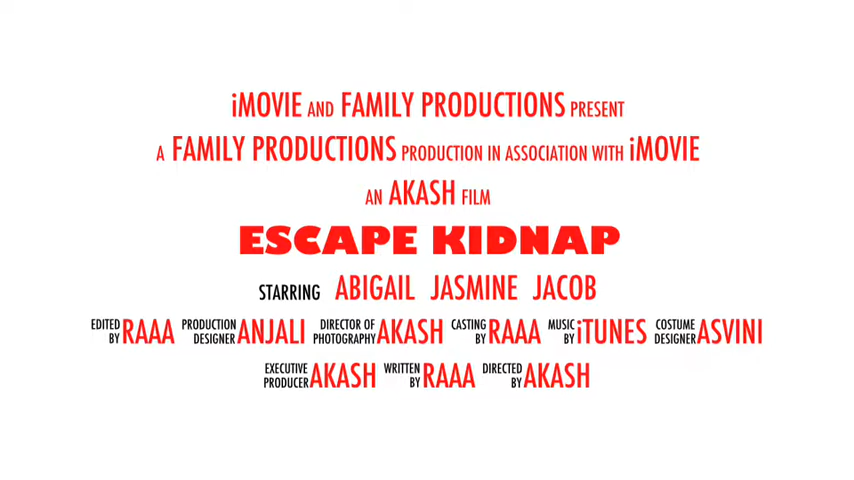 iMOVIE AND FAMILY PRODUCTIONS PRESENT
A FAMILY PRODUCTIONS PRODUCTION IN ASSOCIATION WITH iMOVIE
AN AKASH FILM
ESCAPE KIDNAP
STARRING ABIGAIL JASMINE JACOB
EDITED BY RAAA PRODUCTION DESIGNER ANJALI DIRECTOR OF PHOTOGRAPHY AKASH CASTING BY RAAA MUSIC BY iTUNES COSTUME DESIGNER ASVINI
EXECUTIVE PRODUCER AKASH WRITTEN BY RAAA DIRECTED BY AKASH